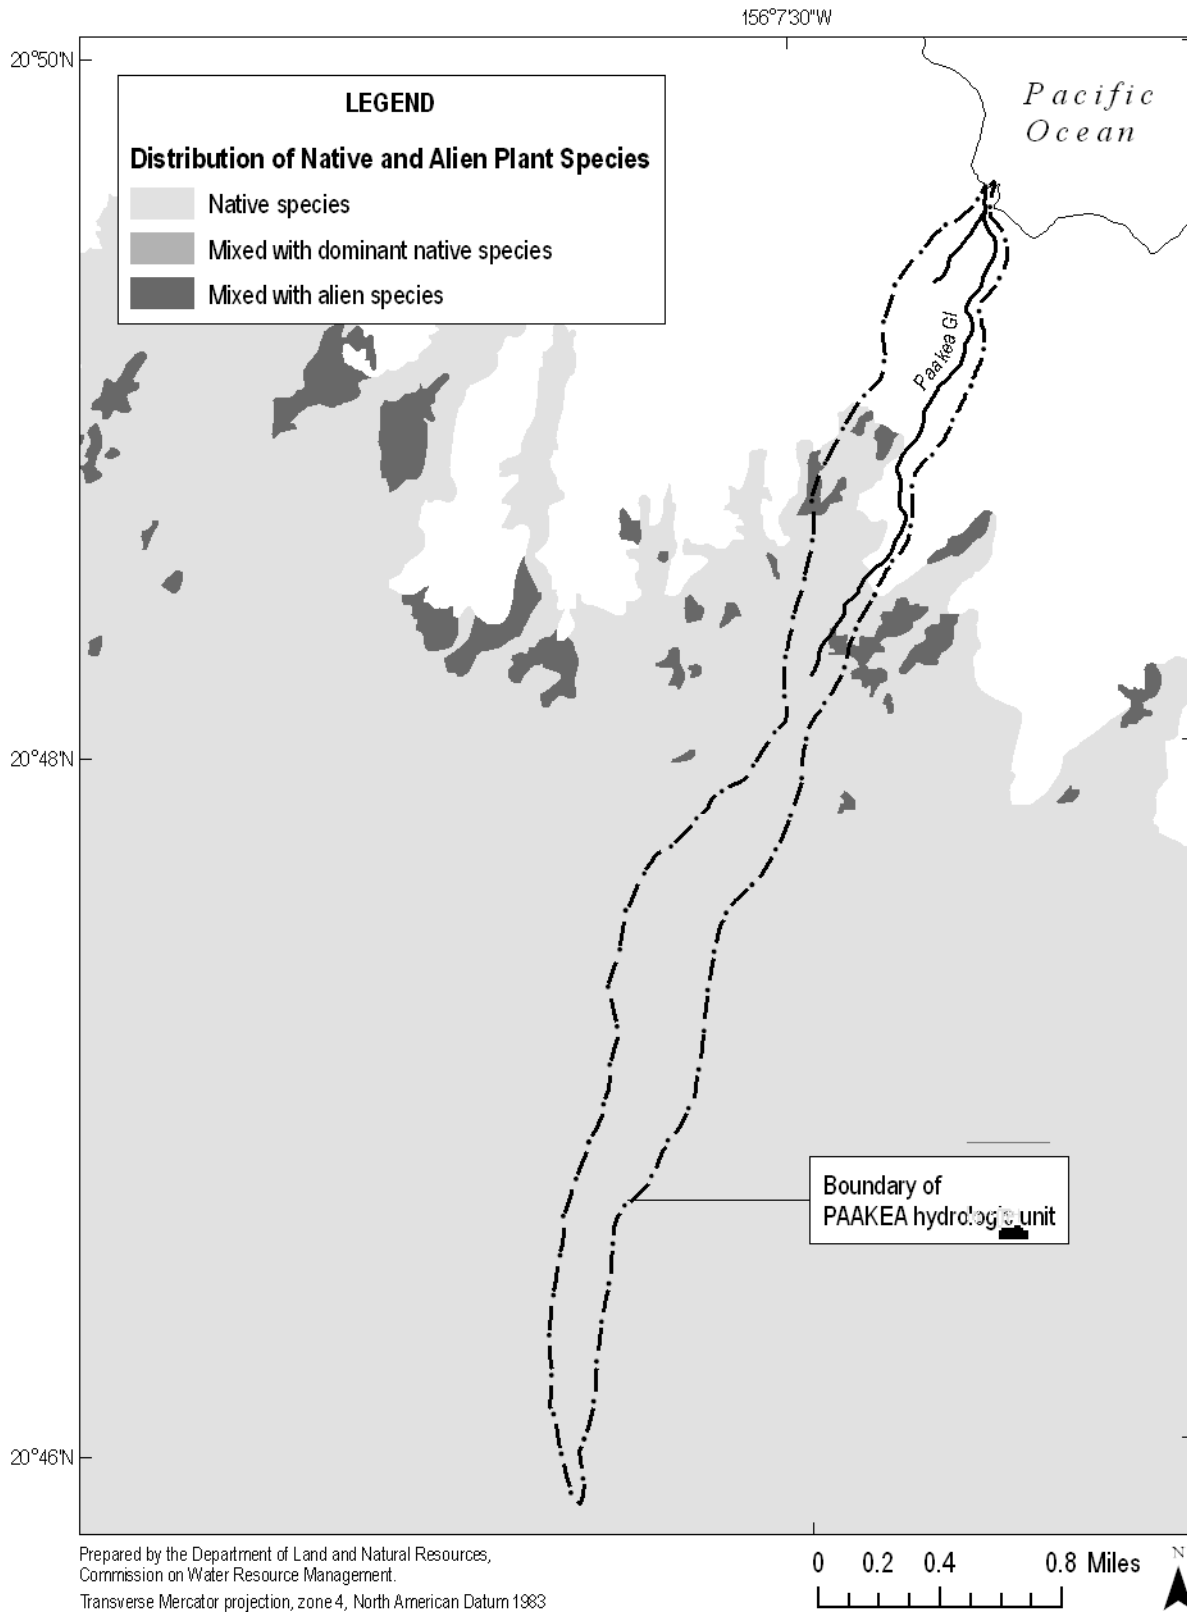 156°7'30"W
20°50'N
Pacific
Ocean
LEGEND
Distribution of Native and Alien Plant Species
Native species
Mixed with dominant native species
Mixed with alien species
Paakea Gl
20°48'N
Boundary of
PAAKEA hydrologic unit
20°46'N
Prepared by the Department of Land and Natural Resources,
Commission on Water Resource Management.
Transverse Mercator projection, zone 4, North American Datum 1983
0 0.2 0.4 0.8 Miles
N